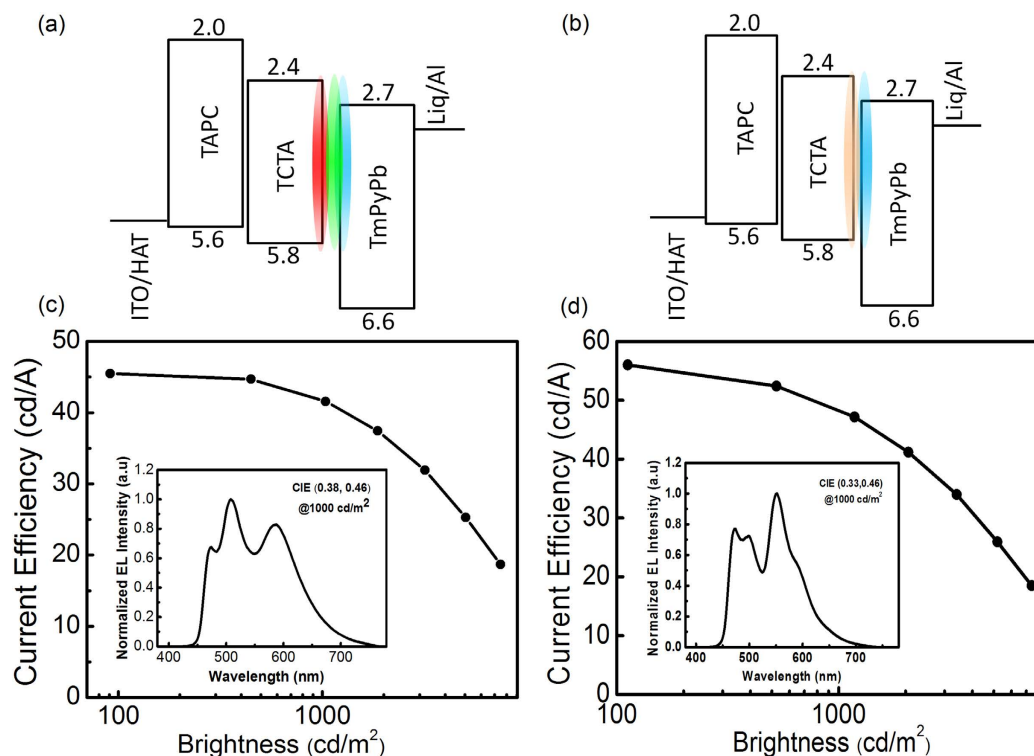 (a)
2.0
2.4
2.7
TAPC
TCTA
TmPyPb
Liq/Al
ITO/HAT
5.6
5.8
6.6
(b)
2.0
2.4
2.7
TAPC
TCTA
TmPyPb
Liq/Al
ITO/HAT
5.6
5.8
6.6
(c)
Current Efficiency (cd/A)
50
40
30
20
10
0
100
1000
Brightness (cd/m²)
Normalized EL Intensity (a.u)
1.2
1.0
0.8
0.6
0.4
0.2
0.0
CIE (0.38, 0.46)
@1000 cd/m²
400 500 600 700
Wavelength (nm)
(d)
Current Efficiency (cd/A)
60
50
40
30
20
10
0
100
1000
Brightness (cd/m²)
Normalized EL Intensity (a.u)
1.2
1.0
0.8
0.6
0.4
0.2
0.0
CIE (0.33,0.46)
@1000 cd/m²
400 500 600 700
Wavelength (nm)